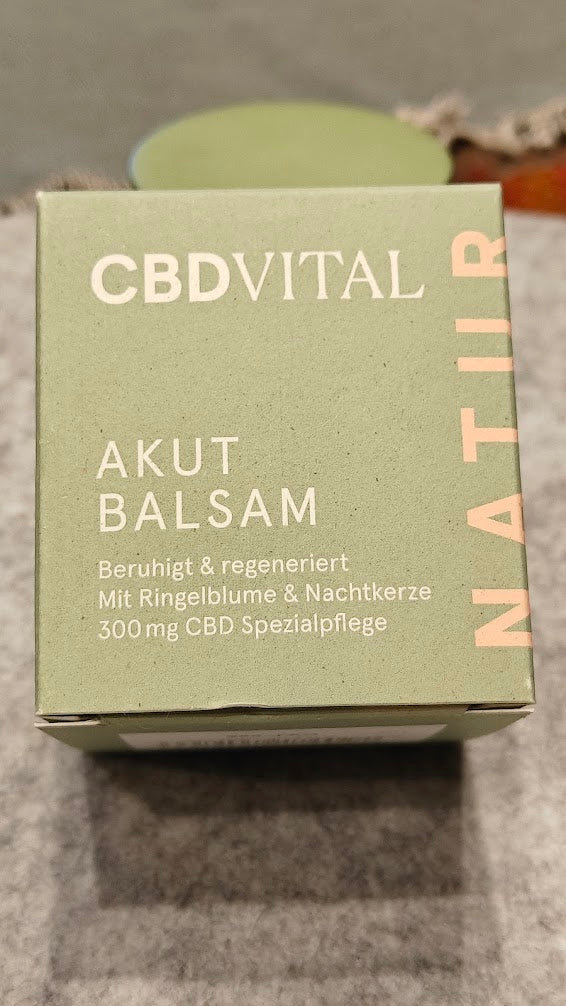 CBDVITAL
AKUT
BALSAM
Beruhigt & regeneriert
Mit Ringelblume & Nachtkerze
300 mg CBD Spezialpflege
NATUR